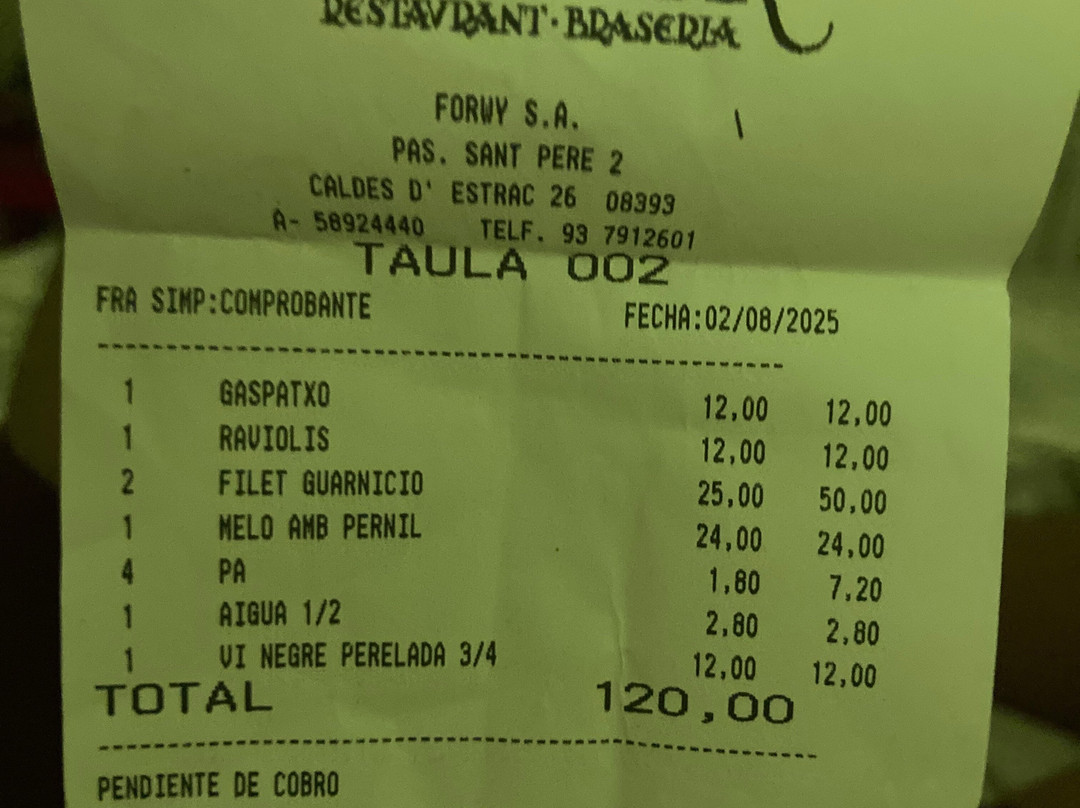 RESTAVRANT·BRASERIA
FORWY S.A.
PAS. SANT PERE 2
CALDES D' ESTRAC 26 08393
A- 58924440 TELF. 93 7912601
TAULA 002
FRA SIMP:COMPROBANTE FECHA:02/08/2025
1 GASPATXO 12,00 12,00
1 RAVIOLIS 12,00 12,00
2 FILET GUARNICIO 25,00 50,00
1 MELO AMB PERNIL 24,00 24,00
4 PA 1,80 7,20
1 AIGUA 1/2 2,80 2,80
1 VI NEGRE PERELADA 3/4 12,00 12,00
TOTAL 120,00
PENDIENTE DE COBRO